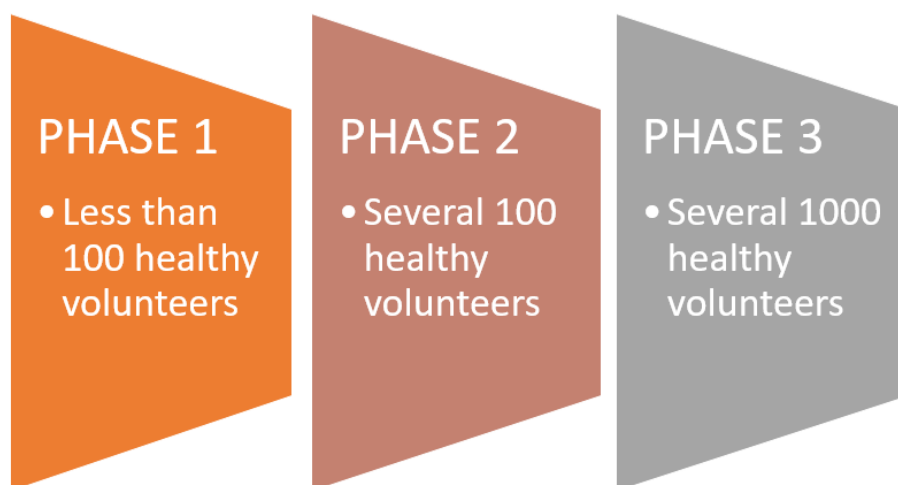 PHASE 1
• Less than
100 healthy
volunteers
PHASE 2
• Several 100
healthy
volunteers
PHASE 3
• Several 1000
healthy
volunteers